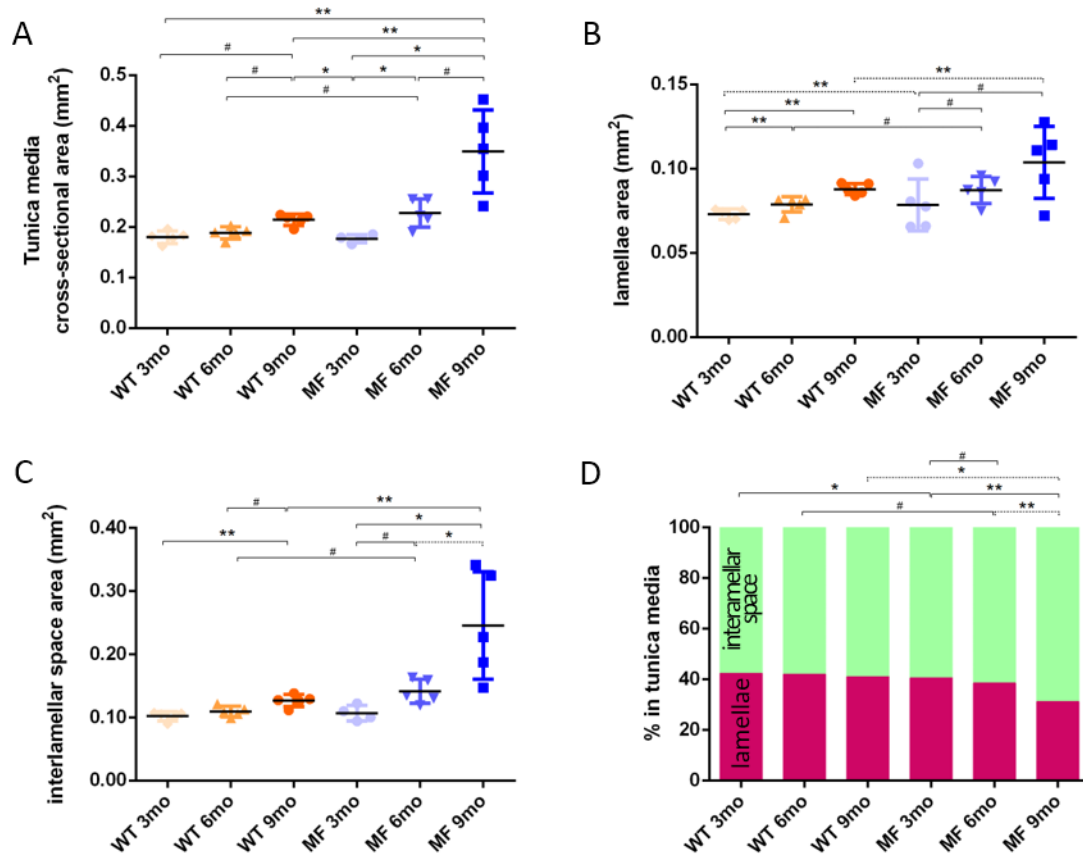 A
**
**
#
*
#
*
*
#
#
Tunica media
cross-sectional area (mm2)
0.5
0.4
0.3
0.2
0.1
0.0
WT 3mo
WT 6mo
WT 9mo
MF 3mo
MF 6mo
MF 9mo
B
**
**
#
**
#
**
#
lamellae area (mm2)
0.15
0.10
0.05
0.00
WT 3mo
WT 6mo
WT 9mo
MF 3mo
MF 6mo
MF 9mo
C
#
**
*
**
#
*
#
interlamellar space area (mm2)
0.40
0.30
0.20
0.10
0.00
WT 3mo
WT 6mo
WT 9mo
MF 3mo
MF 6mo
MF 9mo
D
#
*
*
**
#
**
% in tunica media
100
80
60
40
20
0
interamellar
space
lamellae
WT 3mo
WT 6mo
WT 9mo
MF 3mo
MF 6mo
MF 9mo